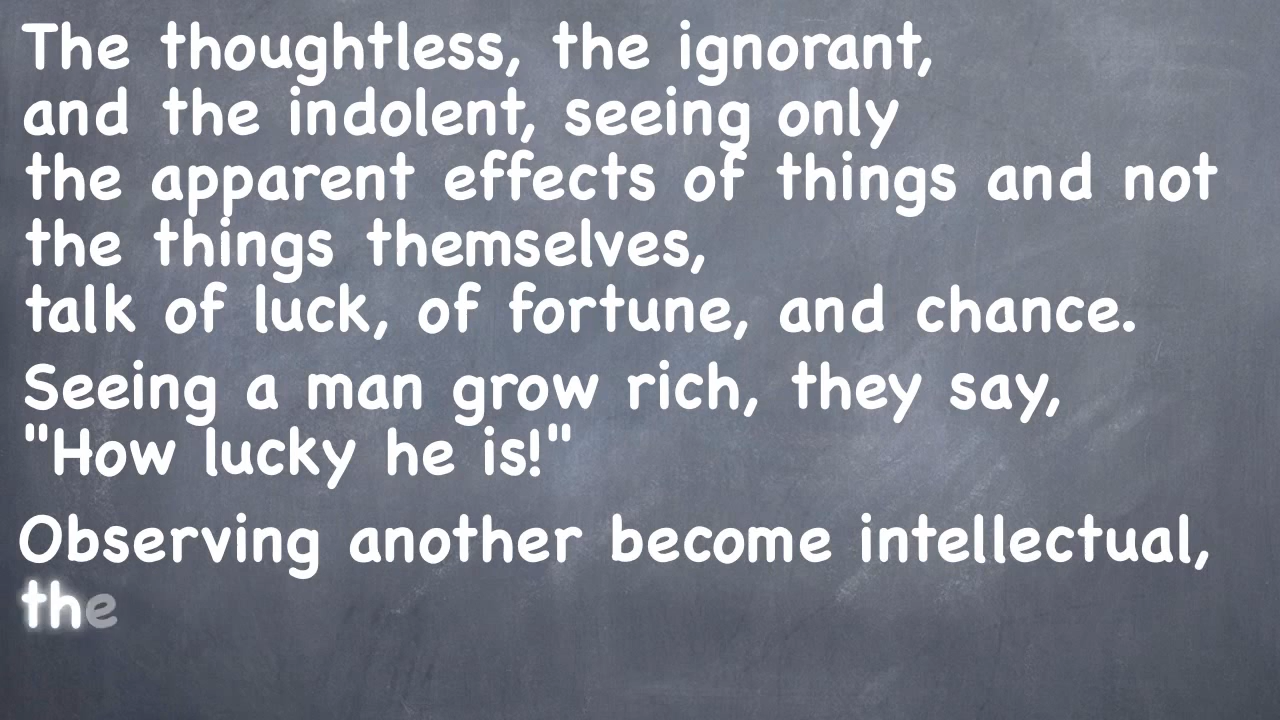 The thoughtless, the ignorant,
and the indolent, seeing only
the apparent effects of things and not
the things themselves,
talk of luck, of fortune, and chance.
Seeing a man grow rich, they say,
"How lucky he is!"
Observing another become intellectual,
the